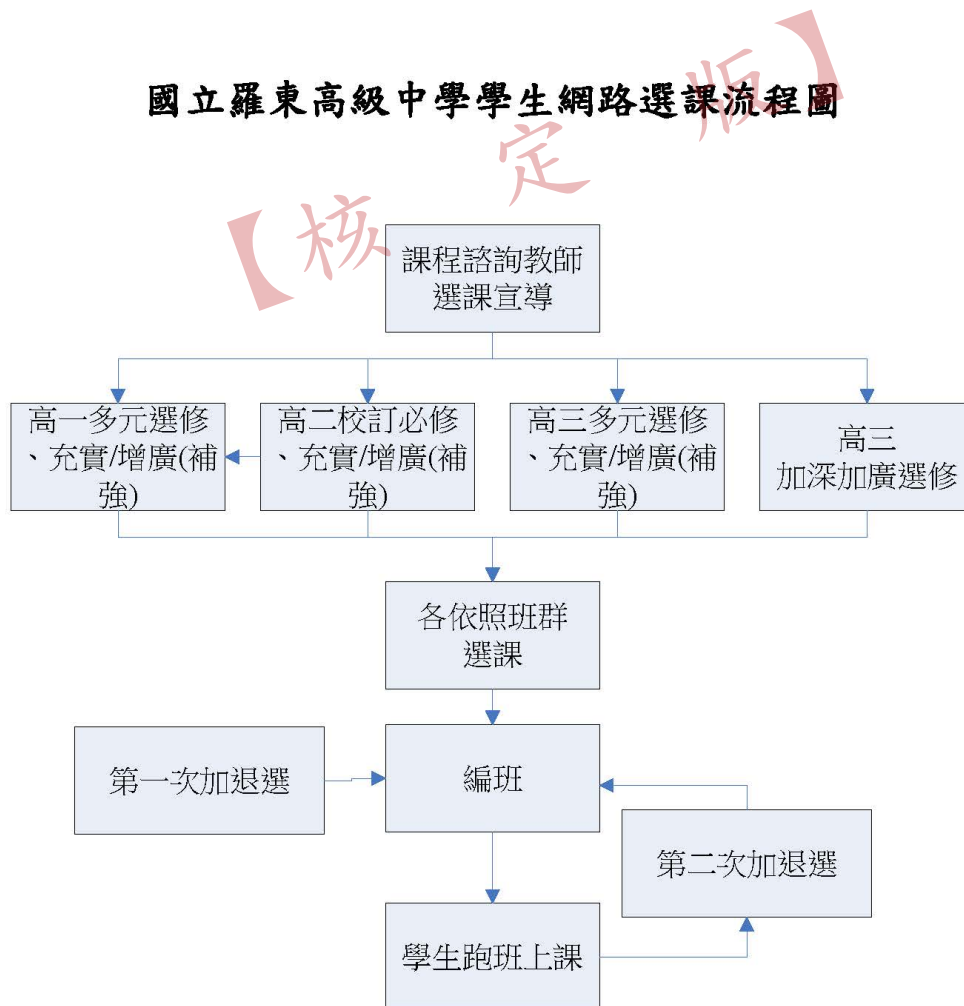 國立羅東高級中學學生網路選課流程圖
【核定版】
課程諮詢教師
選課宣導
高一多元選修
、充實/增廣(補
強)
高二校訂必修
、充實/增廣(補
強)
高三多元選修
、充實/增廣(補
強)
高三
加深加廣選修
各依照班群
選課
第一次加退選
編班
第二次加退選
學生跑班上課